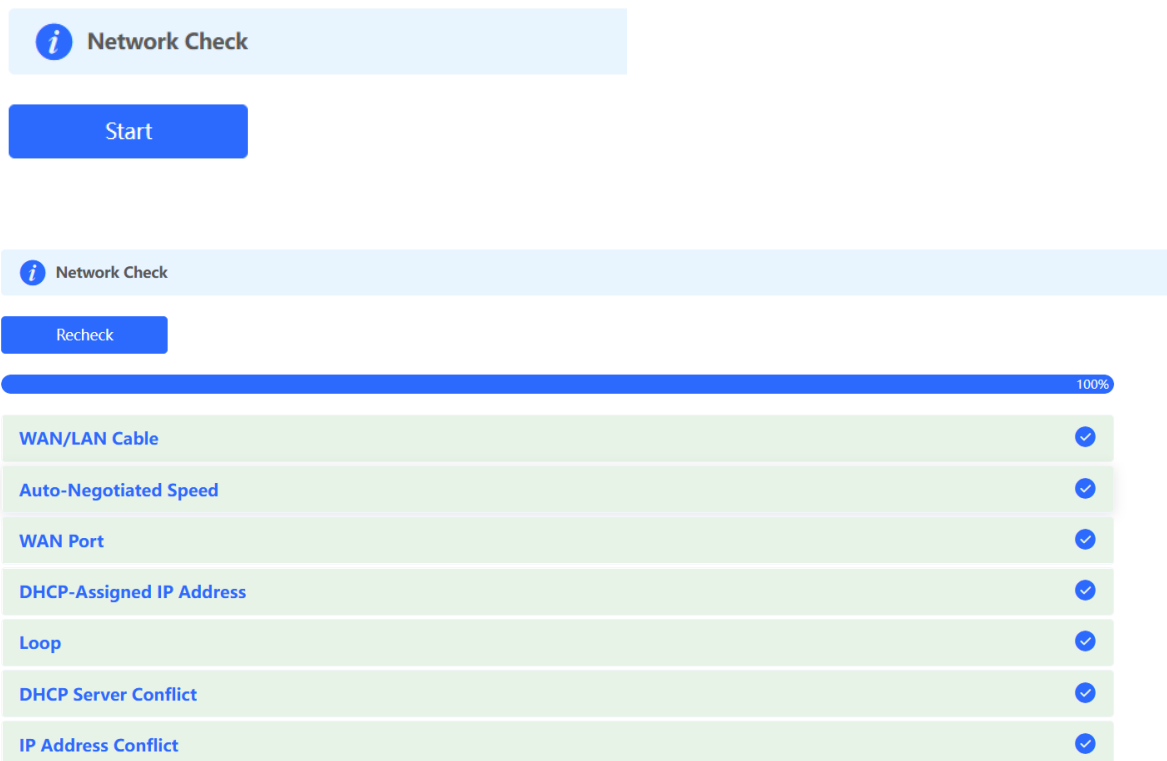 Network Check
Start
Network Check
Recheck
100%
WAN/LAN Cable
Auto-Negotiated Speed
WAN Port
DHCP-Assigned IP Address
Loop
DHCP Server Conflict
IP Address Conflict